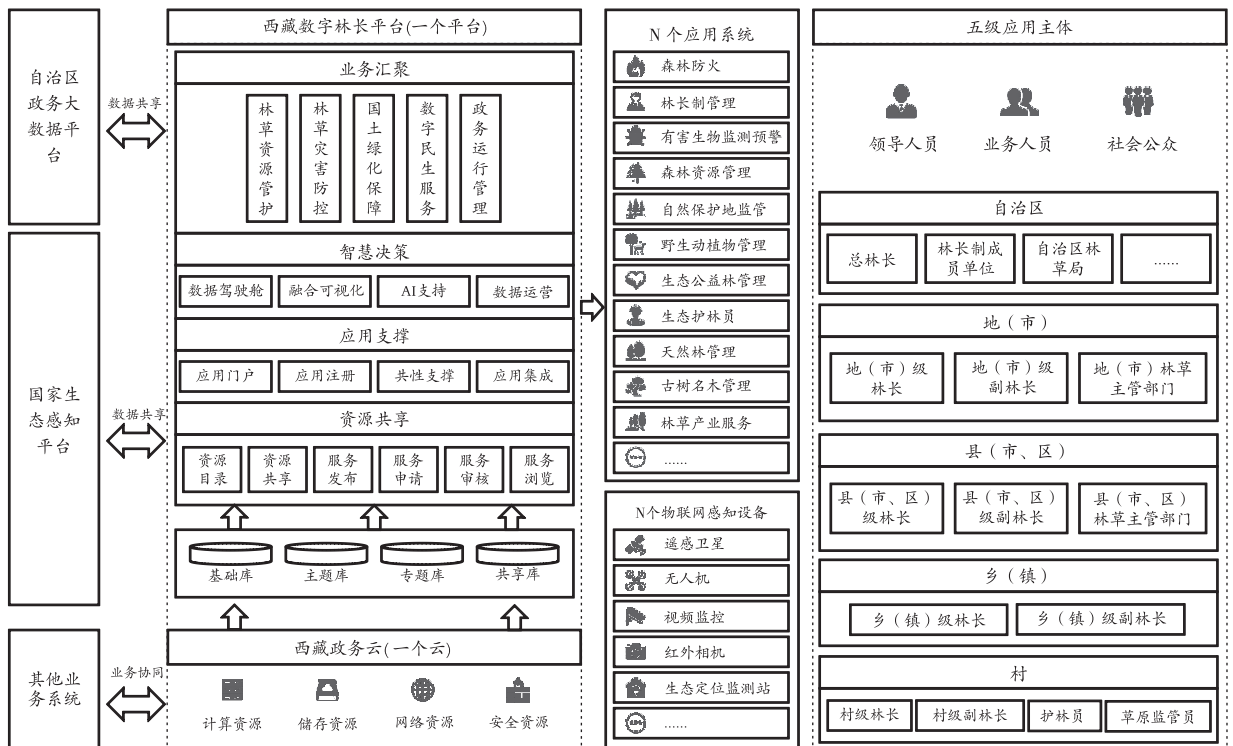 自治区
政务大
数据平
台
数据共享
国家生
态感知
平台
数据共享
其他业
务系统
业务协同
西藏数字林长平台(一个平台)
业务汇聚
林草资源管护
林草灾害防控
国土绿化保障
数字民生服务
政务运行管理
智慧决策
数据驾驶舱
融合可视化
AI支持
数据运营
应用支撑
应用门户
应用注册
共性支撑
应用集成
资源共享
资源
目录
资源
共享
服务
发布
服务
申请
服务
审核
服务
浏览
基础库
主题库
专题库
共享库
西藏政务云(一个云)
计算资源
储存资源
网络资源
安全资源
N 个应用系统
森林防火
林长制管理
有害生物监测预警
森林资源管理
自然保护地监管
野生动植物管理
生态公益林管理
生态护林员
天然林管理
古树名木管理
林草产业服务
......
N个物联网感知设备
遥感卫星
无人机
视频监控
红外相机
生态定位监测站
......
五级应用主体
领导人员
业务人员
社会公众
自治区
总林长
林长制成
员单位
自治区林
草局
......
地（市）
地（市）级
林长
地（市）级
副林长
地（市）林草
主管部门
县（市、区）
县（市、区）
级林长
县（市、区）
级副林长
县（市、区）
林草主管部门
乡（镇）
乡（镇）级林长
乡（镇）级副林长
村
村级林长
村级副林长
护林员
草原监管员